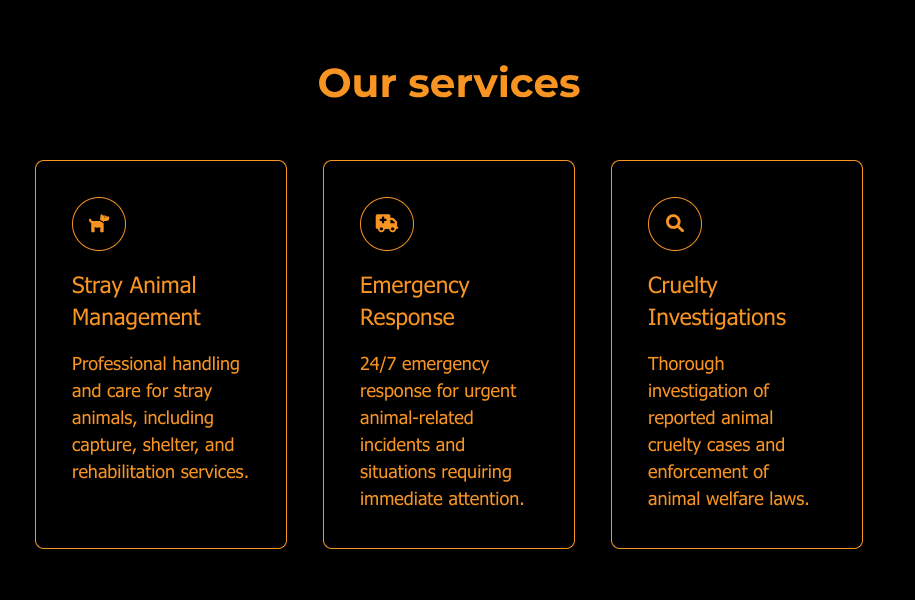 Our services
Stray Animal
Management
Professional handling
and care for stray
animals, including
capture, shelter, and
rehabilitation services.
Emergency
Response
24/7 emergency
response for urgent
animal-related
incidents and
situations requiring
immediate attention.
Cruelty
Investigations
Thorough
investigation of
reported animal
cruelty cases and
enforcement of
animal welfare laws.